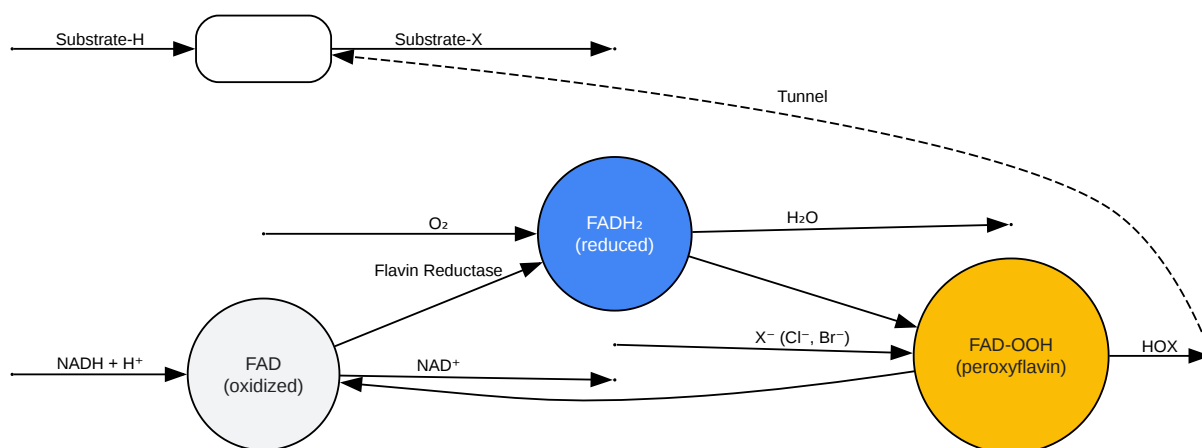 Substrate-H
Substrate-X
Tunnel
O₂
FADH₂
(reduced)
H₂O
Flavin Reductase
X⁻ (Cl⁻, Br⁻)
FAD-OOH
(peroxyflavin)
HOX
NADH + H⁺
FAD
(oxidized)
NAD⁺